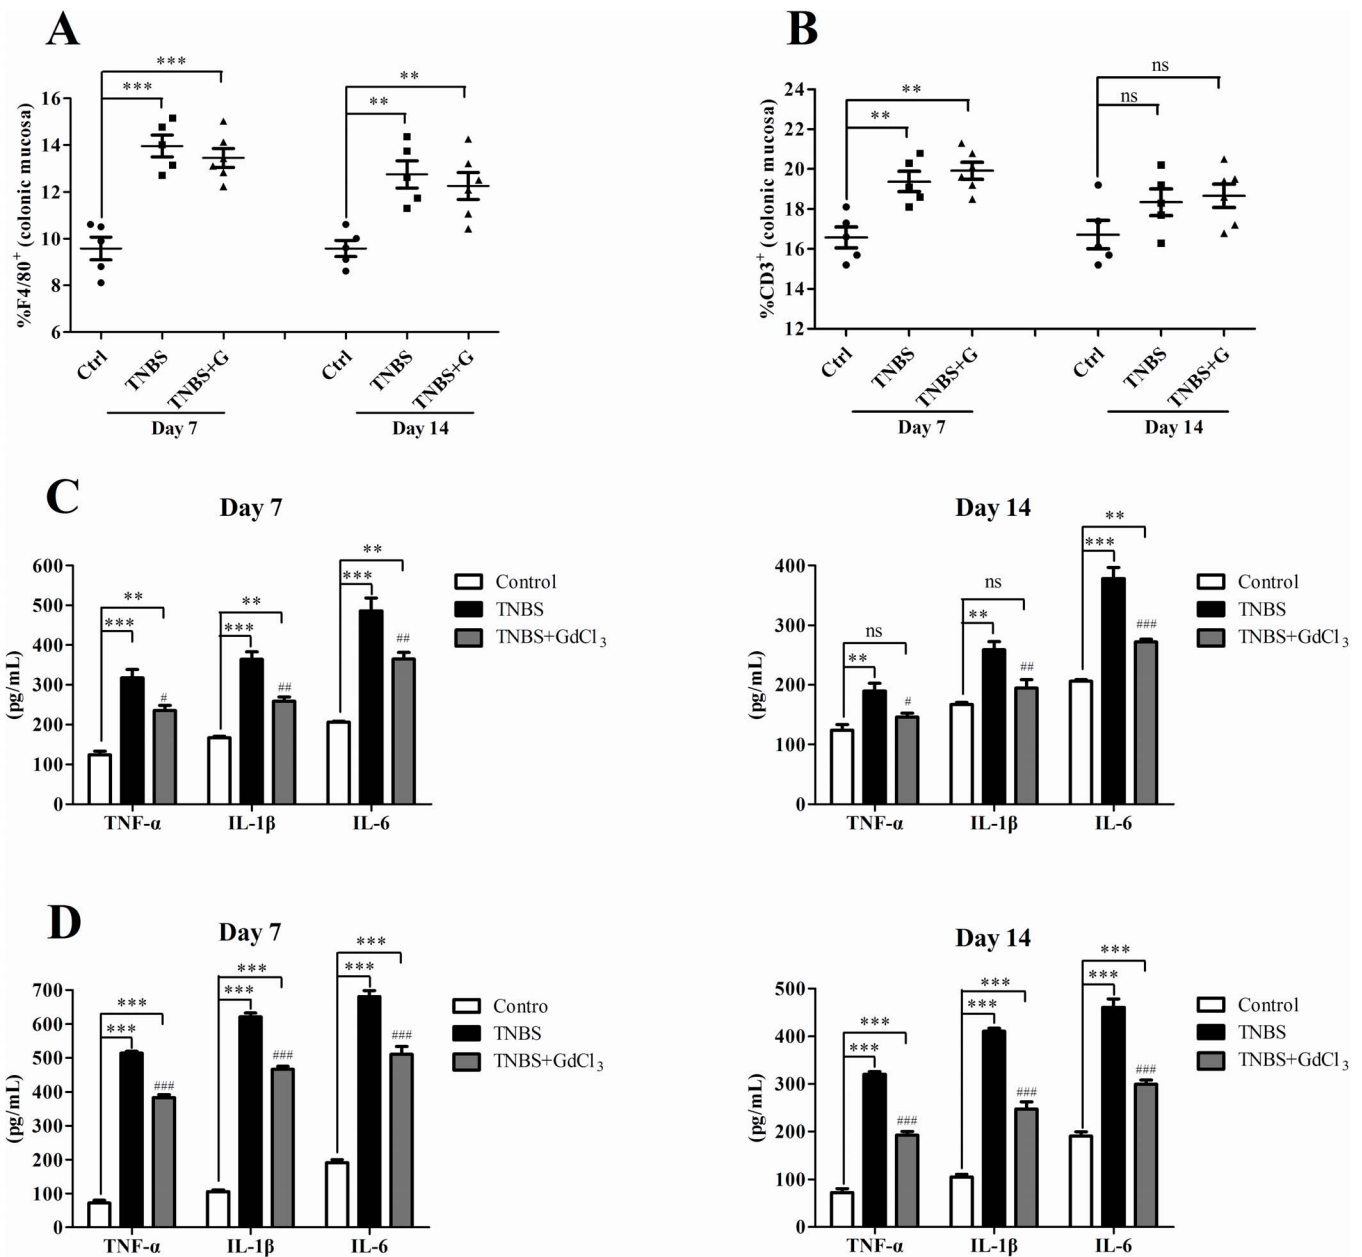 A
%F4/80+ (colonic mucosa)
16
14
12
10
8
6
***
***
**
**
Ctrl
TNBS
TNBS+G
Ctrl
TNBS
TNBS+G
Day 7
Day 14
B
%CD3+ (colonic mucosa)
24
22
20
18
16
14
12
**
**
ns
ns
Ctrl
TNBS
TNBS+G
Ctrl
TNBS
TNBS+G
Day 7
Day 14
C
Day 7
(pg/mL)
600
500
400
300
200
100
0
**
***
#
**
***
##
**
***
##
TNF-α
IL-1β
IL-6
Control
TNBS
TNBS+GdCl3
Day 14
(pg/mL)
400
300
200
100
0
ns
**
#
ns
**
##
**
***
###
TNF-α
IL-1β
IL-6
Control
TNBS
TNBS+GdCl3
D
Day 7
(pg/mL)
700
600
500
400
300
200
100
0
***
***
###
***
***
###
***
***
###
TNF-α
IL-1β
IL-6
Contro
TNBS
TNBS+GdCl3
Day 14
(pg/mL)
500
400
300
200
100
0
***
***
###
***
***
###
***
***
###
TNF-α
IL-1β
IL-6
Control
TNBS
TNBS+GdCl3